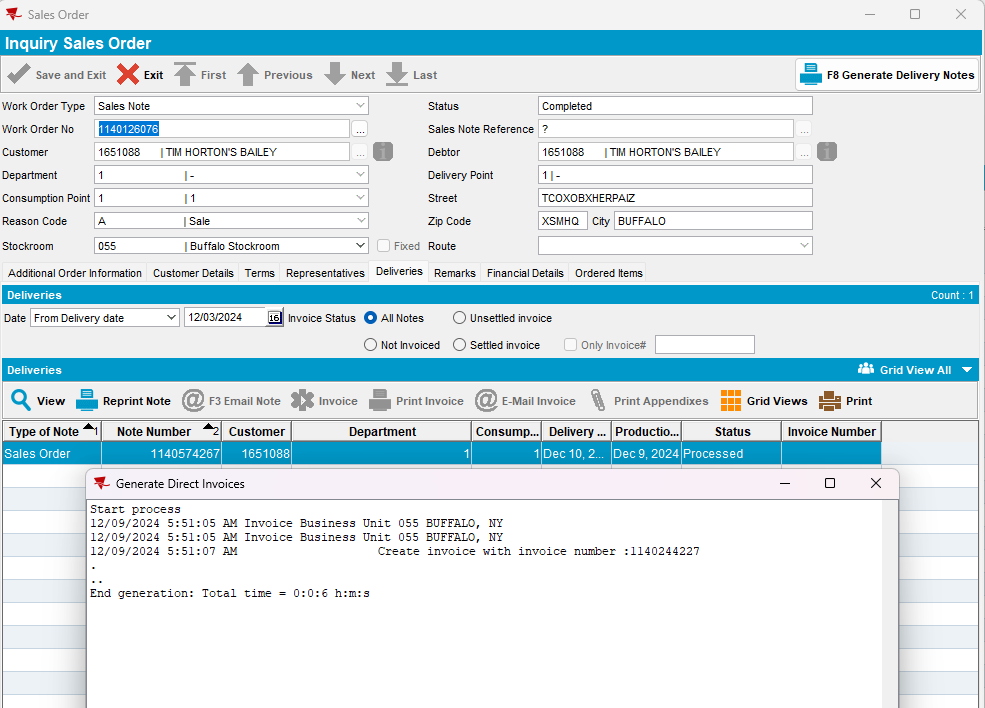 Sales Order
Inquiry Sales Order
Save and Exit Exit First Previous Next Last F8 Generate Delivery Notes
Work Order Type Sales Note Status Completed
Work Order No 1140126076 ... Sales Note Reference ? ...
Customer 1651088 | TIM HORTON'S BAILEY ... i Debtor 1651088 | TIM HORTON'S BAILEY ... i
Department 1 | - Delivery Point 1 | -
Consumption Point 1 | 1 Street TCOXOBXHERPAIZ
Reason Code A | Sale Zip Code XSMHQ City BUFFALO
Stockroom 055 | Buffalo Stockroom Fixed Route
Additional Order Information Customer Details Terms Representatives Deliveries Remarks Financial Details Ordered Items
Deliveries Count : 1
Date From Delivery date 12/03/2024 16 Invoice Status All Notes Unsettled invoice
Not Invoiced Settled invoice Only Invoice#
Deliveries Grid View All
View Reprint Note @ F3 Email Note Invoice Print Invoice @ E-Mail Invoice Print Appendixes Grid Views Print
Type of Note 1 Note Number 2 Customer Department Consump... Delivery ... Productio... Status Invoice Number
Sales Order 1140574267 1651088 1 1 Dec 10, 2... Dec 9, 2024 Processed
Generate Direct Invoices
Start process
12/09/2024 5:51:05 AM Invoice Business Unit 055 BUFFALO, NY
12/09/2024 5:51:05 AM Invoice Business Unit 055 BUFFALO, NY
12/09/2024 5:51:07 AM Create invoice with invoice number :1140244227
.
..
End generation: Total time = 0:0:6 h:m:s